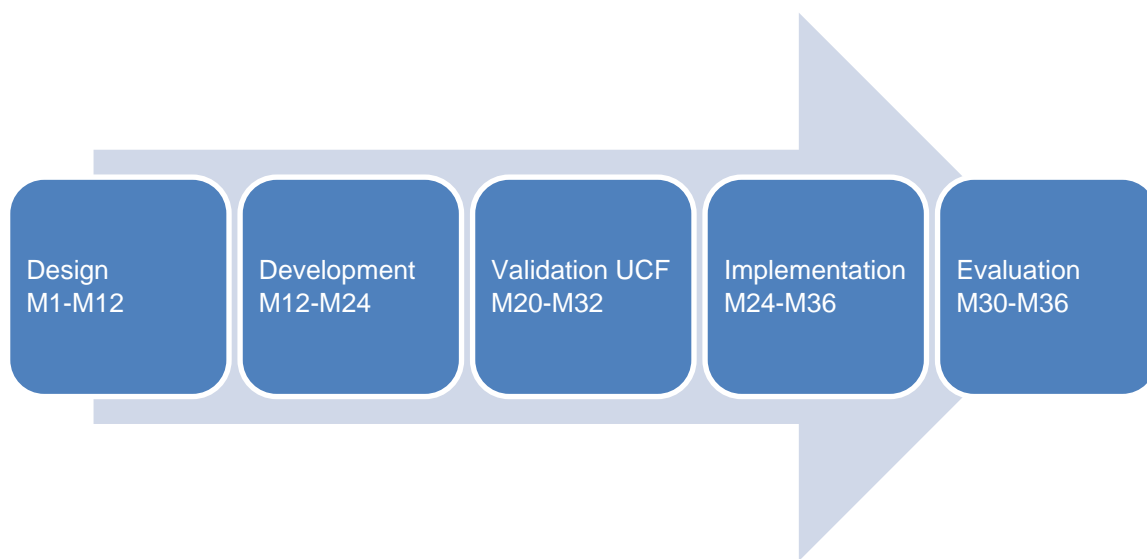 Design
M1-M12
Development
M12-M24
Validation UCF
M20-M32
Implementation
M24-M36
Evaluation
M30-M36